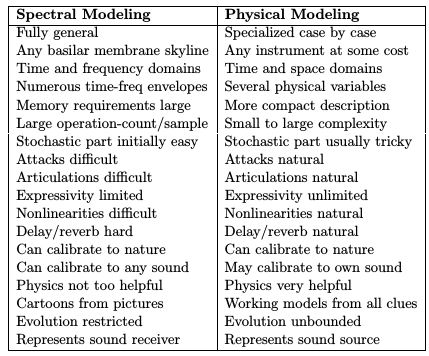 Spectral Modeling Physical Modeling
Fully general Specialized case by case
Any basilar membrane skyline Any instrument at some cost
Time and frequency domains Time and space domains
Numerous time-freq envelopes Several physical variables
Memory requirements large More compact description
Large operation-count/sample Small to large complexity
Stochastic part initially easy Stochastic part usually tricky
Attacks difficult Attacks natural
Articulations difficult Articulations natural
Expressivity limited Expressivity unlimited
Nonlinearities difficult Nonlinearities natural
Delay/reverb hard Delay/reverb natural
Can calibrate to nature Can calibrate to nature
Can calibrate to any sound May calibrate to own sound
Physics not too helpful Physics very helpful
Cartoons from pictures Working models from all clues
Evolution restricted Evolution unbounded
Represents sound receiver Represents sound source